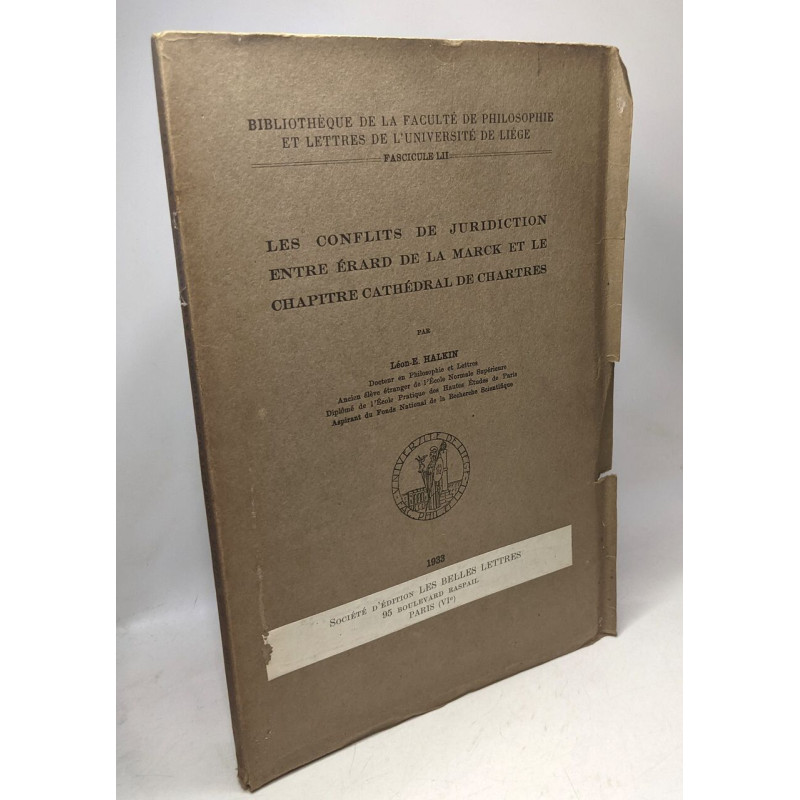 BIBLIOTHÈQUE DE LA FACULTÉ DE PHILOSOPHIE
ET LETTRES DE L'UNIVERSITÉ DE LIÉGE
FASCICULE LII
LES CONFLITS DE JURIDICTION
ENTRE ÉRARD DE LA MARCK ET LE
CHAPITRE CATHÉDRAL DE CHARTRES
PAR
Léon-E. HALKIN
Docteur en Philosophie et Lettres
Ancien élève étranger de l'École Normale Supérieure
Diplômé de l'École Pratique des Hautes Études de Paris
Aspirant du Fonds National de la Recherche Scientifique
1933
SOCIÉTÉ D'ÉDITION LES BELLES LETTRES
95 BOULEVARD RASPAIL
PARIS (VIe)